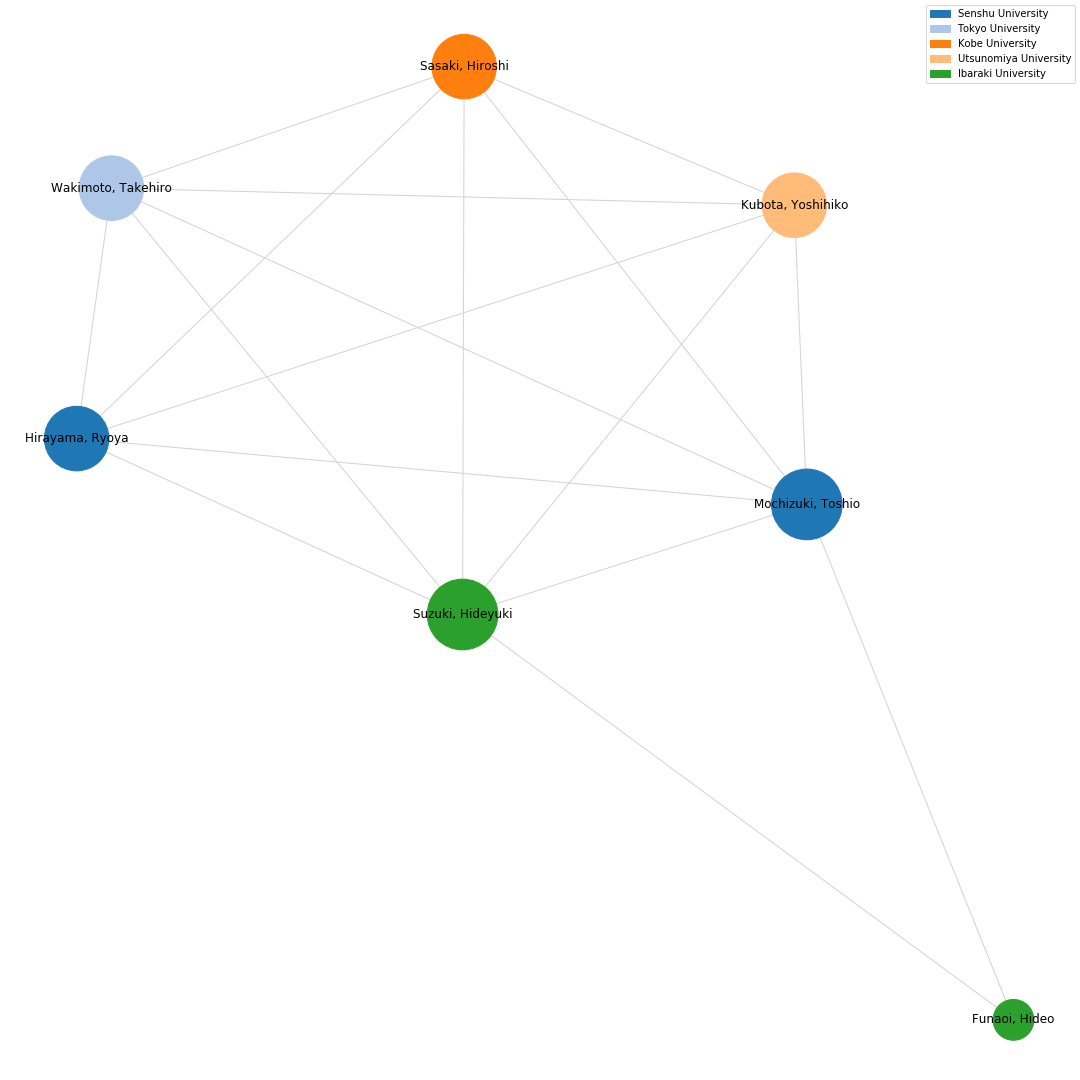 Senshu University
Tokyo University
Kobe University
Utsunomiya University
Ibaraki University
Sasaki, Hiroshi
Wakimoto, Takehiro
Kubota, Yoshihiko
Hirayama, Ryoya
Mochizuki, Toshio
Suzuki, Hideyuki
Funaoi, Hideo